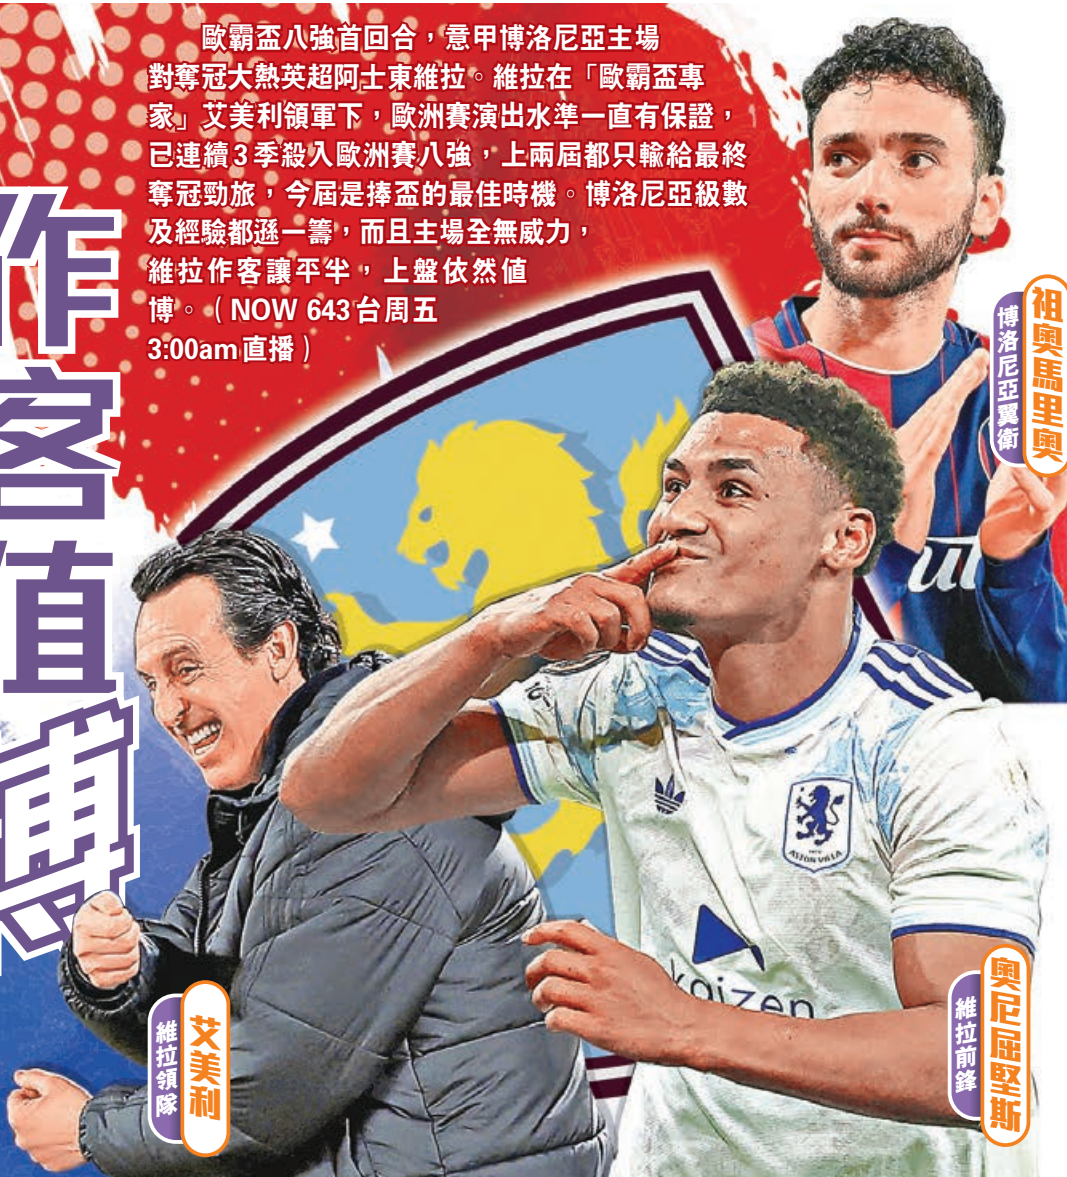 歐霸盃八強首回合，意甲博洛尼亞主場
對奪冠大熱英超阿士東維拉。維拉在「歐霸盃專
家」艾美利領軍下，歐洲賽演出水準一直有保證，
已連續3季殺入歐洲賽八強，上兩屆都只輸給最終
奪冠勁旅，今屆是捧盃的最佳時機。博洛尼亞級數
及經驗都遜一籌，而且主場全無威力，
維拉作客讓平半，上盤依然值
博。（NOW 643台周五
3:00am直播）
作客值博
祖奧馬里奧
博洛尼亞翼衛
艾美利
維拉領隊
奧尼屈堅斯
維拉前鋒
ASTON VILLA
kaizen